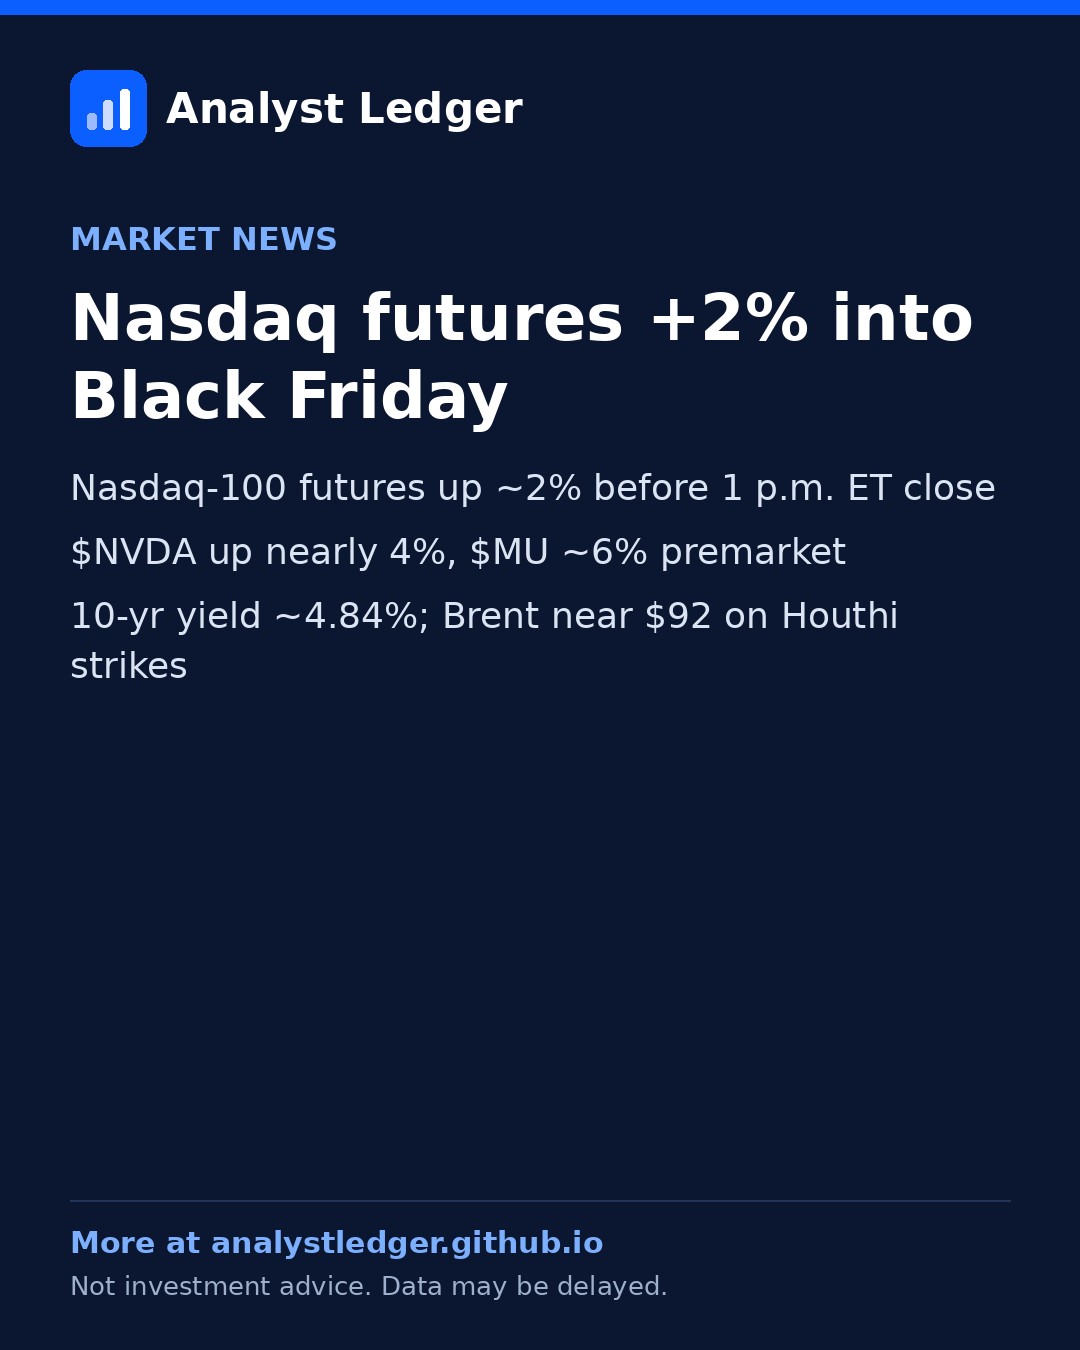 Analyst Ledger
MARKET NEWS
Nasdaq futures +2% into
Black Friday
Nasdaq-100 futures up ~2% before 1 p.m. ET close
$NVDA up nearly 4%, $MU ~6% premarket
10-yr yield ~4.84%; Brent near $92 on Houthi
strikes
More at analystledger.github.io
Not investment advice. Data may be delayed.